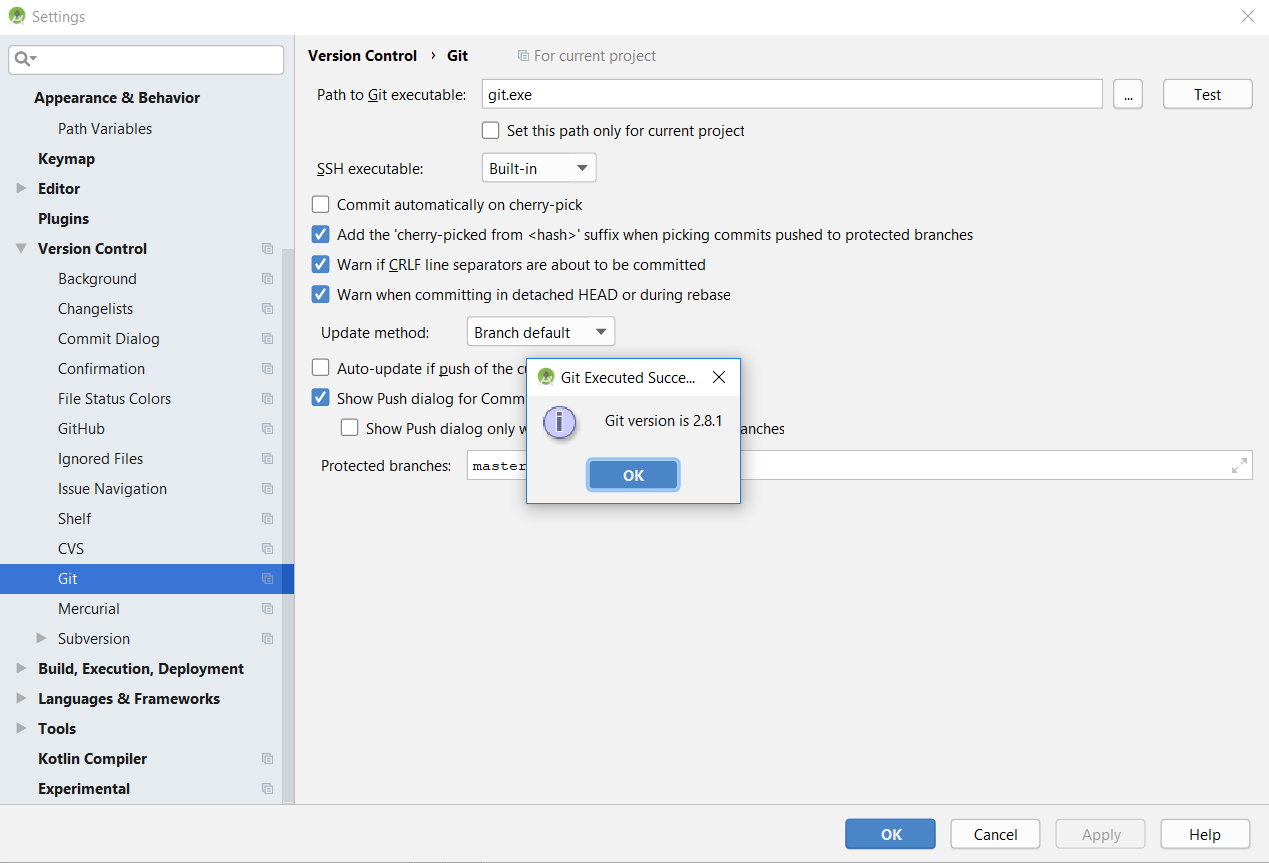 Settings
Appearance & Behavior
Path Variables
Keymap
Editor
Plugins
Version Control
Background
Changelists
Commit Dialog
Confirmation
File Status Colors
GitHub
Ignored Files
Issue Navigation
Shelf
CVS
Git
Mercurial
Subversion
Build, Execution, Deployment
Languages & Frameworks
Tools
Kotlin Compiler
Experimental
Version Control › Git For current project
Path to Git executable: git.exe ... Test
Set this path only for current project
SSH executable: Built-in
Commit automatically on cherry-pick
Add the 'cherry-picked from <hash>' suffix when picking commits pushed to protected branches
Warn if CRLF line separators are about to be committed
Warn when committing in detached HEAD or during rebase
Update method: Branch default
Auto-update if push of the
Show Push dialog for Comm
Show Push dialog only anches
Protected branches: master
Git Executed Succe...
Git version is 2.8.1
OK
OK Cancel Apply Help